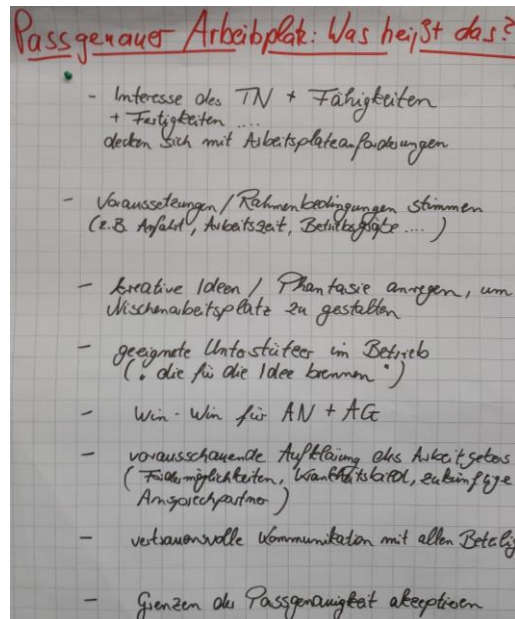 Passgenauer Arbeitsplatz: Was heißt das?
- Interesse des TN + Fähigkeiten
+ Fertigkeiten ....
decken sich mit Arbeitsplatzanforderungen
- Voraussetzungen / Rahmenbedingungen stimmen
(z.B. Anfahrt, Arbeitszeit, Betriebsgröße ....)
- kreative Ideen / Phantasie anregen, um
Nischenarbeitsplatz zu gestalten
- geeignete Unterstützer im Betrieb
(" die für die Idee brennen ")
- Win - Win für AN + AG
- vorausschauende Aufklärung des Arbeitgebers
(Fördermöglichkeiten, Krankheitsbild, zukünftige
Ansprechpartner)
- vertrauensvolle Kommunikation mit allen Beteilig
- Grenzen der Passgenauigkeit akzeptieren